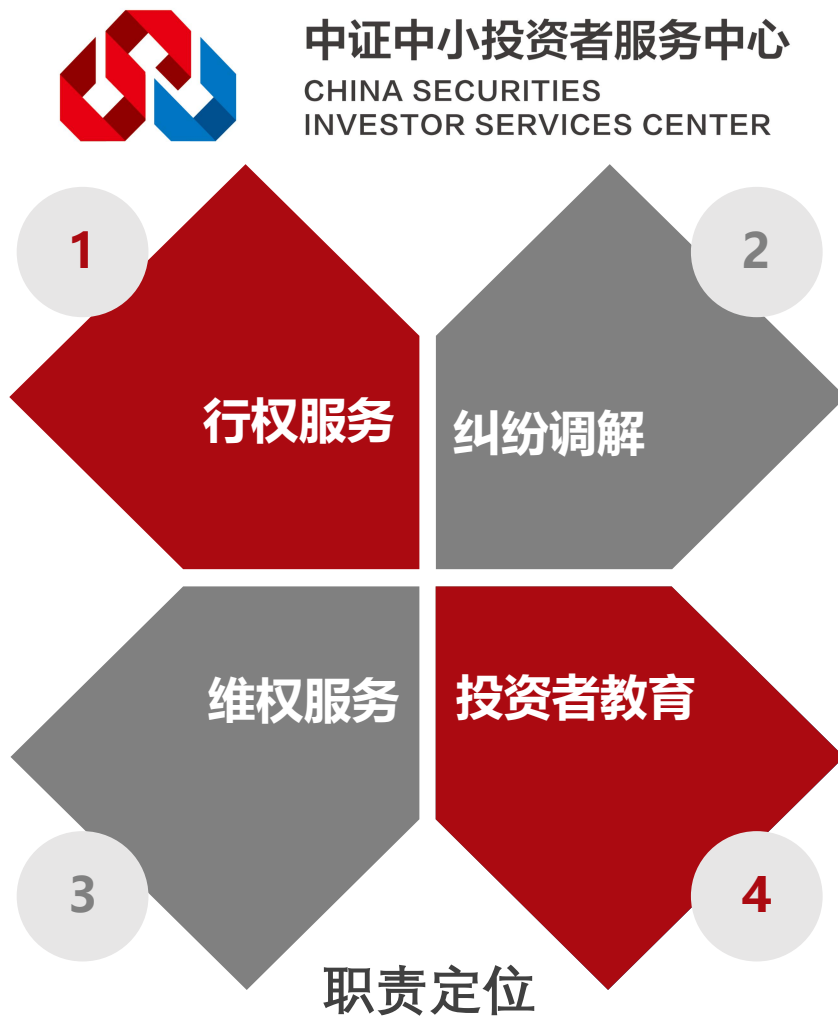 中证中小投资者服务中心
CHINA SECURITIES
INVESTOR SERVICES CENTER
1
2
行权服务
纠纷调解
维权服务
投资者教育
3
4
职责定位